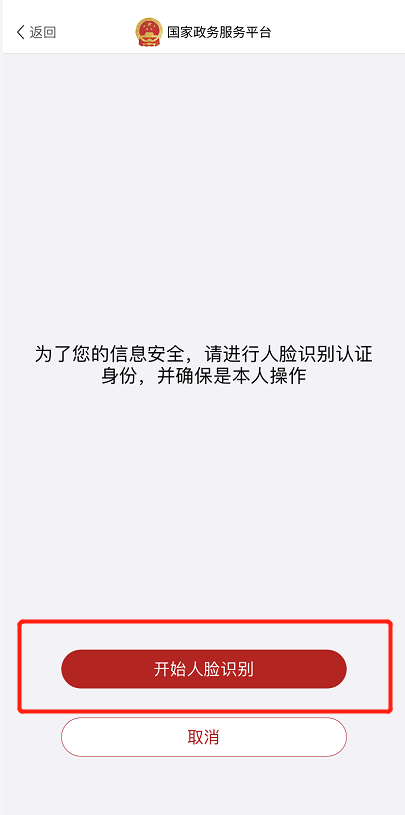 返回
国家政务服务平台
为了您的信息安全，请进行人脸识别认证
身份，并确保是本人操作
开始人脸识别
取消